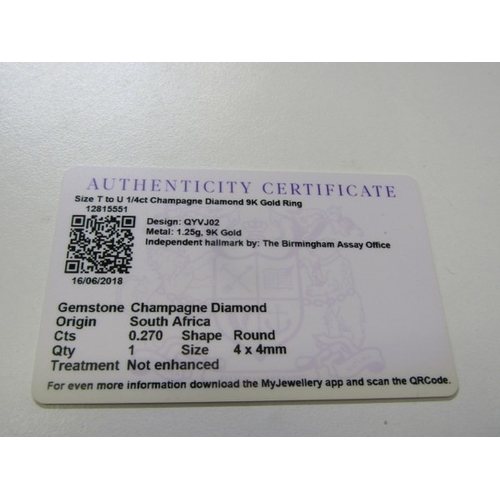 AUTHENTICITY CERTIFICATE
Size T to U 1/4ct Champagne Diamond 9K Gold Ring
12815551
Design: QYVJ02
Metal: 1.25g, 9K Gold
Independent hallmark by: The Birmingham Assay Office
16/06/2018
Gemstone Champagne Diamond
Origin South Africa
Cts 0.270 Shape Round
Qty 1 Size 4 x 4mm
Treatment Not enhanced
For even more information download the MyJewellery app and scan the QRCode.